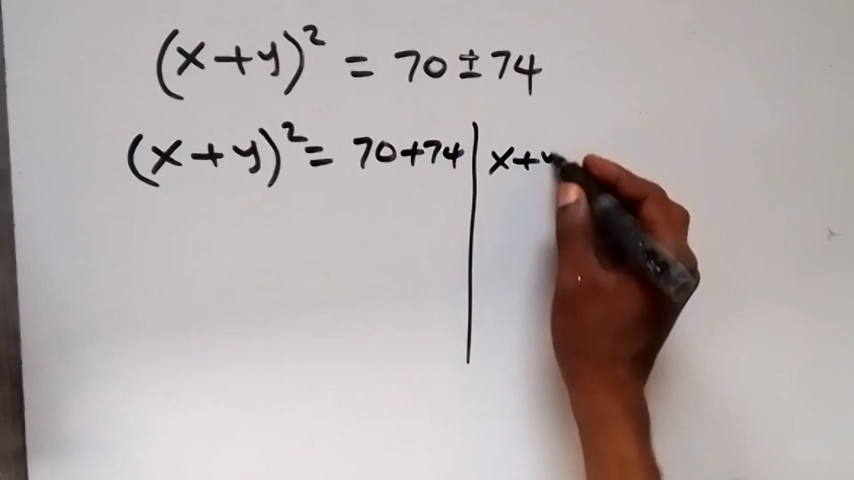 (x+y)² = 70 ± 74
(x+y)² = 70+74 | x+y